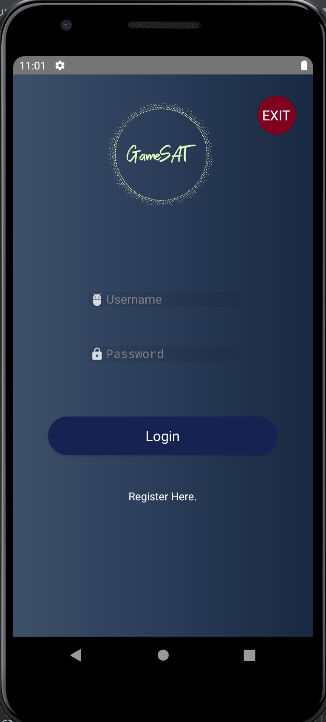 11:01
EXIT
GameSAT
Username
Password
Login
Register Here.